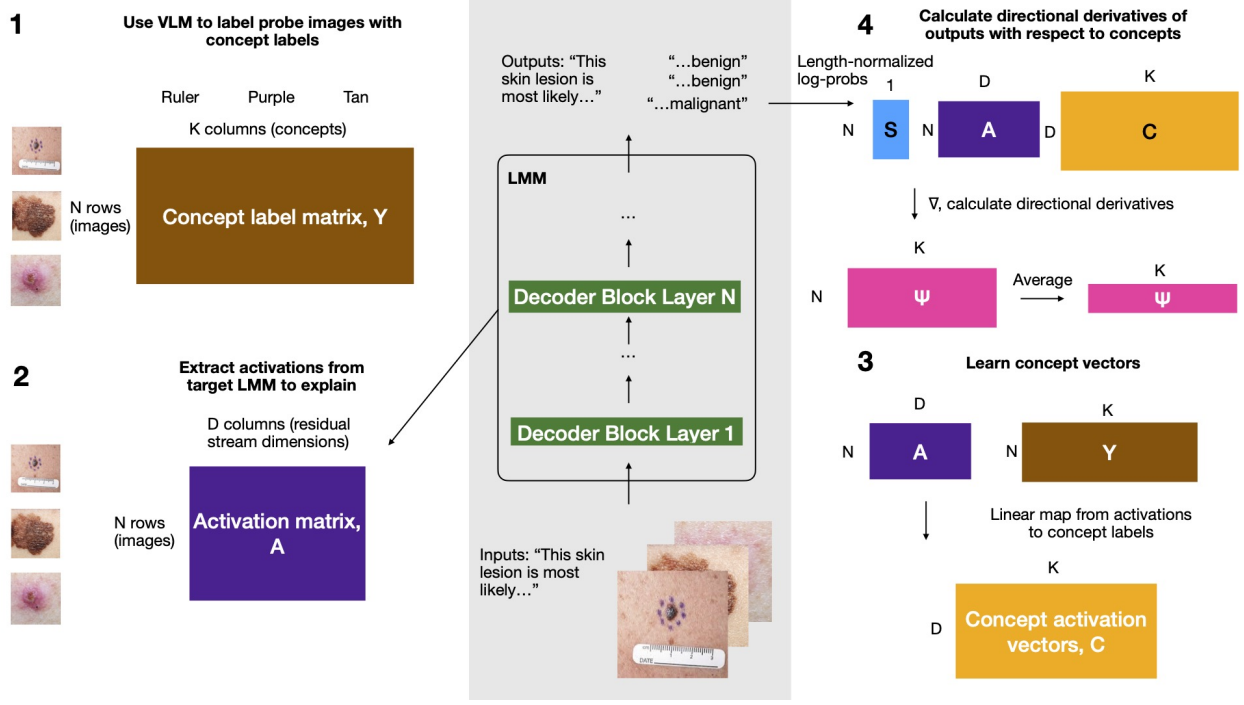 1
Use VLM to label probe images with
concept labels
Ruler Purple Tan
K columns (concepts)
N rows
(images)
Concept label matrix, Y
2
Extract activations from
target LMM to explain
D columns (residual
stream dimensions)
N rows
(images)
Activation matrix,
A
Outputs: “This
skin lesion is
most likely…”
“…benign”
“…benign”
“…malignant”
LMM
...
Decoder Block Layer N
...
Decoder Block Layer 1
Inputs: “This skin
lesion is most
likely…”
DATE
4
Calculate directional derivatives of
outputs with respect to concepts
Length-normalized
log-probs
1
D
K
N
S
N
A
D
C
∇, calculate directional derivatives
K
N
Ψ
Average
K
Ψ
3
Learn concept vectors
D
K
N
A
N
Y
Linear map from activations
to concept labels
K
D
Concept activation
vectors, C